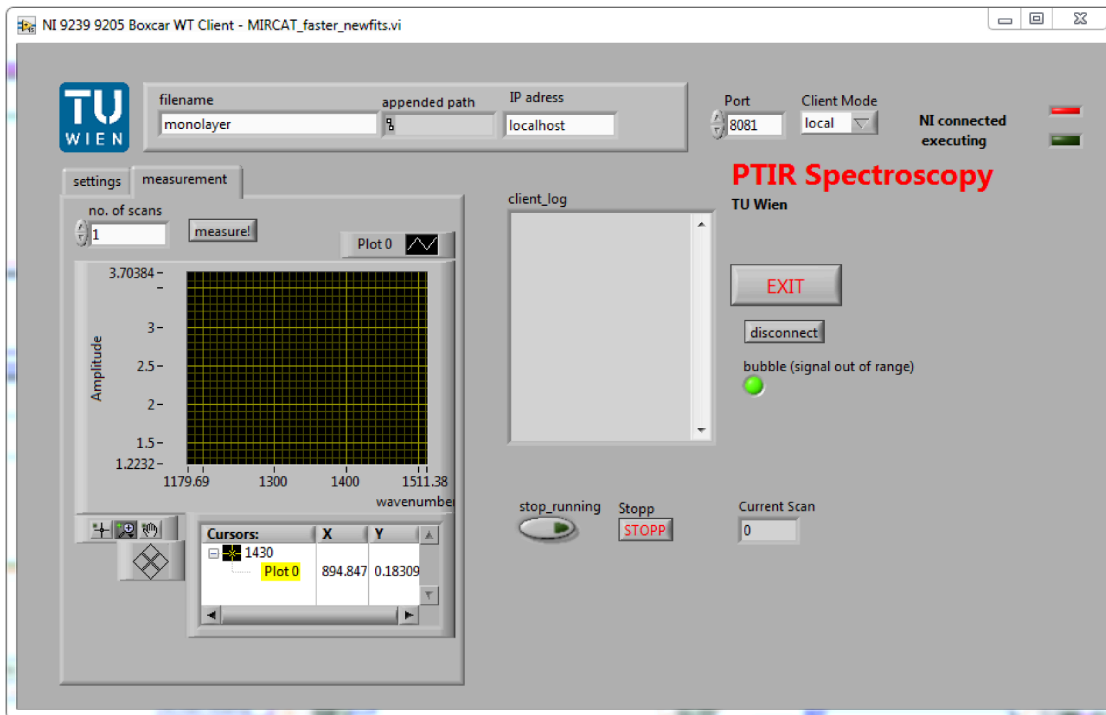 NI 9239 9205 Boxcar WT Client - MIRCAT_faster_newfits.vi
TU
WIEN
filename
appended path
IP adress
monolayer
localhost
Port
Client Mode
8081
local
NI connected
executing
settings
measurement
PTIR Spectroscopy
TU Wien
no. of scans
1
measure!
Plot 0
client_log
3.70384
3
2.5
2
1.5
1.2232
Amplitude
1179.69
1300
1400
1511.38
wavenumber
EXIT
disconnect
bubble (signal out of range)
Cursors:
X
Y
1430
Plot 0
894.847
0.18309
stop_running
Stopp
STOPP
Current Scan
0